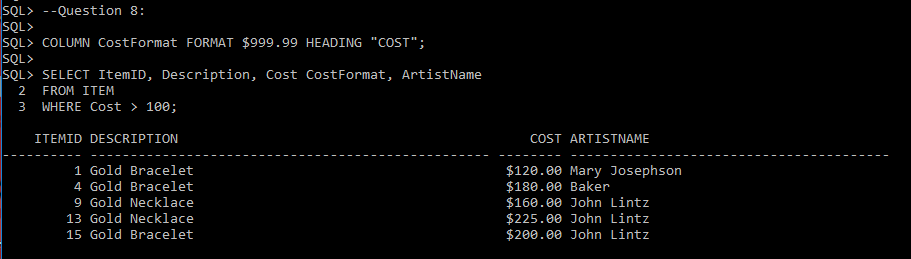 SQL> --Question 8:
SQL>
SQL> COLUMN CostFormat FORMAT $999.99 HEADING "COST";
SQL>
SQL> SELECT ItemID, Description, Cost CostFormat, ArtistName
  2  FROM ITEM
  3  WHERE Cost > 100;
    ITEMID DESCRIPTION                                           COST ARTISTNAME
---------- -------------------------------------------------- ------- ----------------------------------------
         1 Gold Bracelet                                      $120.00 Mary Josephson
         4 Gold Bracelet                                      $180.00 Baker
         9 Gold Necklace                                      $160.00 John Lintz
        13 Gold Necklace                                      $225.00 John Lintz
        15 Gold Bracelet                                      $200.00 John Lintz